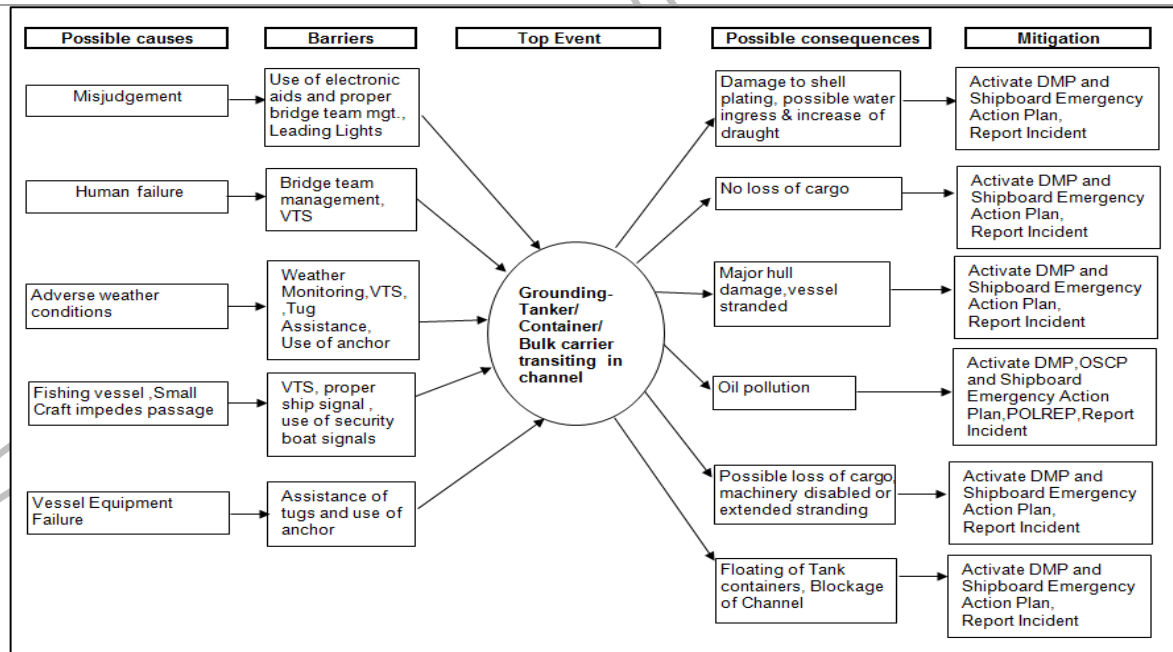 Possible causes
Barriers
Top Event
Possible consequences
Mitigation
Misjudgement
Use of electronic
aids and proper
bridge team mgt.,
Leading Lights
Damage to shell
plating, possible water
ingress & increase of
draught
Activate DMP and
Shipboard Emergency
Action Plan,
Report Incident
Human failure
Bridge team
management,
VTS
No loss of cargo
Activate DMP and
Shipboard Emergency
Action Plan,
Report Incident
Adverse weather
conditions
Weather
Monitoring,VTS,
,Tug
Assistance,
Use of anchor
Grounding-
Tanker/
Container/
Bulk carrier
transiting in
channel
Major hull
damage,vessel
stranded
Activate DMP and
Shipboard Emergency
Action Plan,
Report Incident
Fishing vessel ,Small
Craft impedes passage
VTS, proper
ship signal ,
use of security
boat signals
Oil pollution
Activate DMP,OSCP
and Shipboard
Emergency Action
Plan,POLREP,Report
Incident
Vessel Equipment
Failure
Assistance of
tugs and use of
anchor
Possible loss of cargo,
machinery disabled or
extended stranding
Activate DMP and
Shipboard Emergency
Action Plan,
Report Incident
Floating of Tank
containers, Blockage
of Channel
Activate DMP and
Shipboard Emergency
Action Plan,
Report Incident